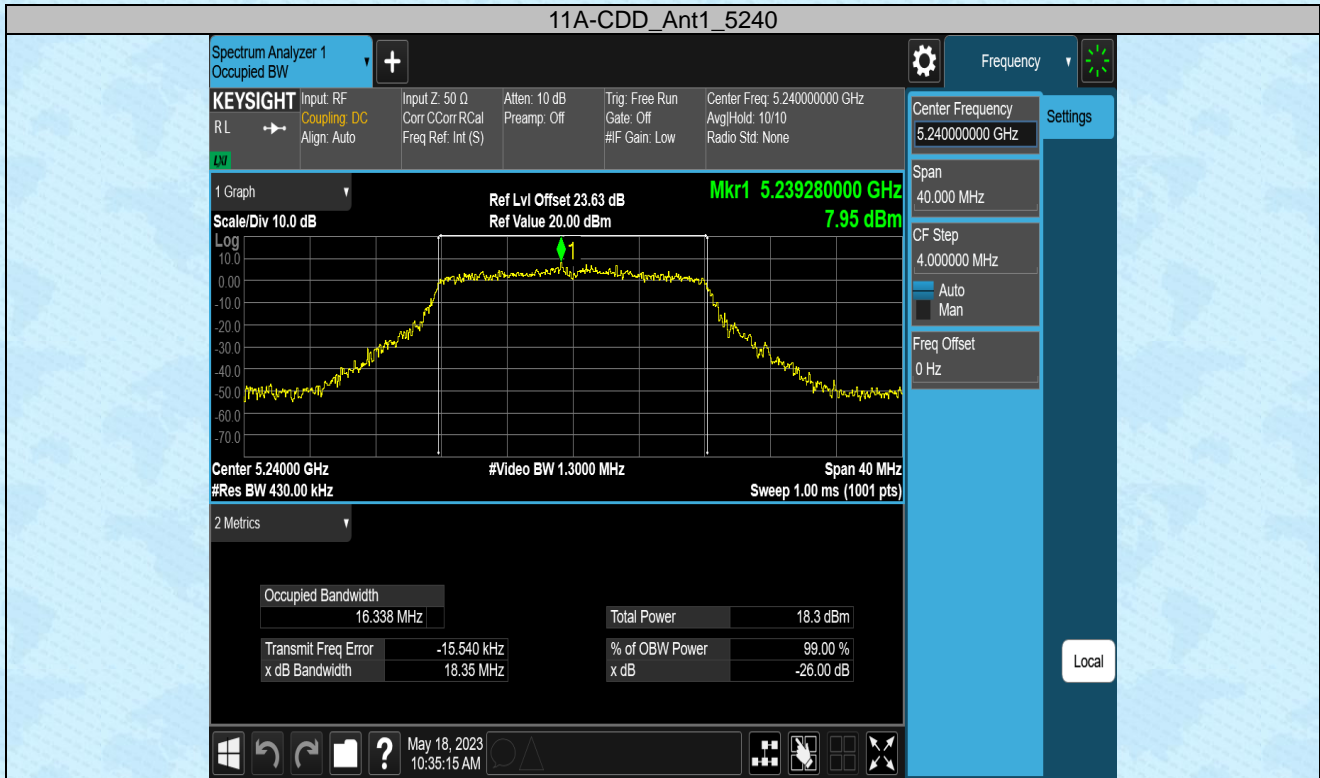 11A-CDD_Ant1_5240
Spectrum Analyzer 1
Occupied BW
+
Frequency
KEYSIGHT
R L
LXI
Input: RF
Coupling: DC
Align: Auto
Input Z: 50 Ω
Corr CCorr RCal
Freq Ref: Int (S)
Atten: 10 dB
Preamp: Off
Trig: Free Run
Gate: Off
#IF Gain: Low
Center Freq: 5.240000000 GHz
Avg|Hold: 10/10
Radio Std: None
Center Frequency
5.240000000 GHz
Settings
Span
40.000 MHz
CF Step
4.000000 MHz
Auto
Man
Freq Offset
0 Hz
1 Graph
Ref Lvl Offset 23.63 dB
Mkr1 5.239280000 GHz
Scale/Div 10.0 dB
Ref Value 20.00 dBm
7.95 dBm
Log
1
10.0
0.00
-10.0
-20.0
-30.0
-40.0
-50.0
-60.0
-70.0
Center 5.24000 GHz
#Video BW 1.3000 MHz
Span 40 MHz
#Res BW 430.00 kHz
Sweep 1.00 ms (1001 pts)
2 Metrics
Occupied Bandwidth
16.338 MHz
Total Power 18.3 dBm
Transmit Freq Error -15.540 kHz
% of OBW Power 99.00 %
x dB Bandwidth 18.35 MHz
x dB -26.00 dB
Local
?
May 18, 2023
10:35:15 AM